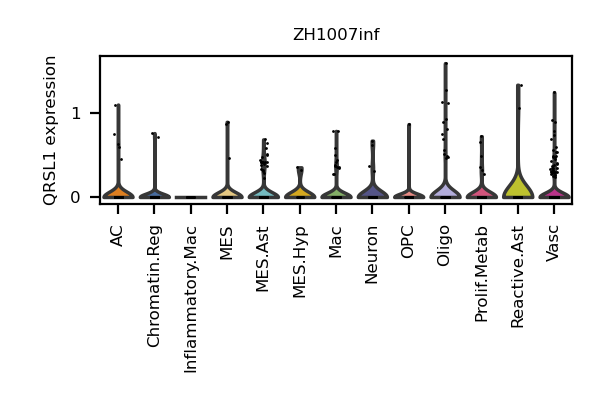 ZH1007inf
QRSL1 expression
1
0
AC
Chromatin.Reg
Inflammatory.Mac
MES
MES.Ast
MES.Hyp
Mac
Neuron
OPC
Oligo
Prolif.Metab
Reactive.Ast
Vasc